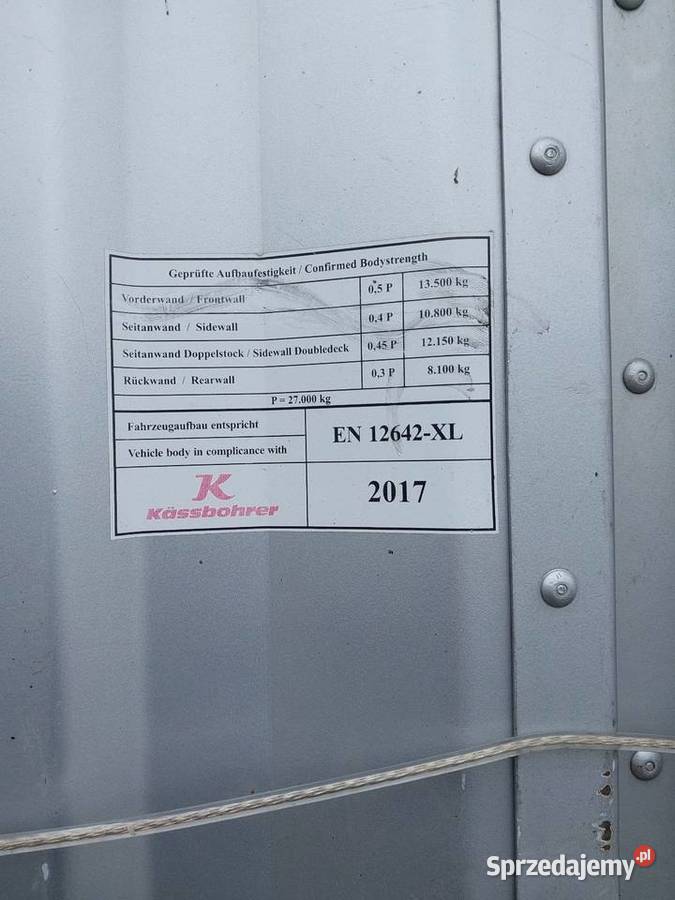 Geprüfte Aufbaufestigkeit / Confirmed Bodystrength
Vorderwand / Frontwall 0,5 P 13.500 kg
Seitanwand / Sidewall 0,4 P 10.800 kg
Seitanwand Doppelstock / Sidewall Doubledeck 0,45 P 12.150 kg
Rückwand / Rearwall 0,3 P 8.100 kg
P = 27.000 kg
Fahrzeugaufbau entspricht
Vehicle body in complicance with
EN 12642-XL
K
Kässbohrer
2017
Sprzedajemy.pl